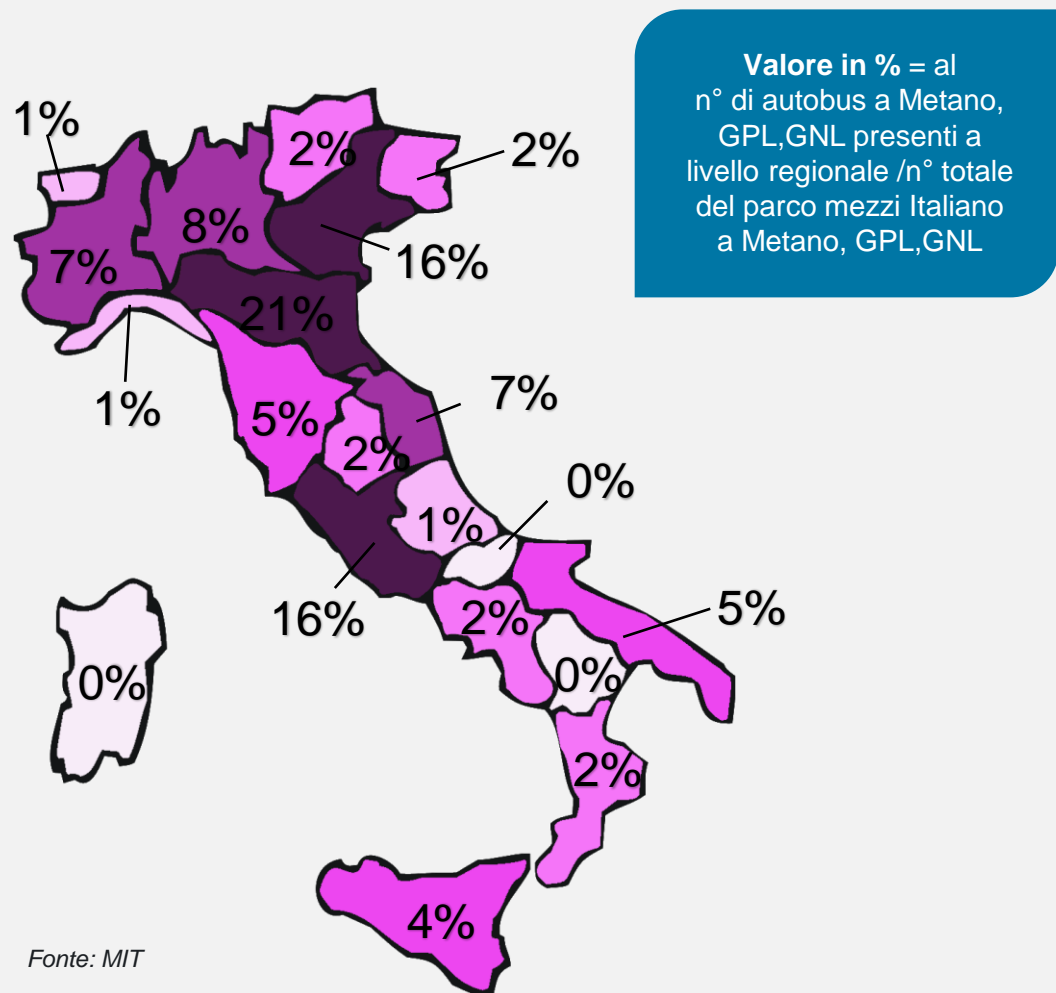 Valore in % = al
n° di autobus a Metano,
GPL,GNL presenti a
livello regionale /n° totale
del parco mezzi Italiano
a Metano, GPL,GNL
1%
2%
2%
8%
16%
7%
21%
1%
7%
5%
2%
0%
1%
16%
2%
5%
0%
0%
2%
4%
Fonte: MIT